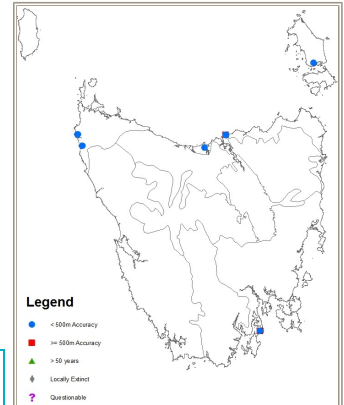 Legend
< 500m Accuracy
>= 500m Accuracy
> 50 years
Locally Extinct
? Questionable